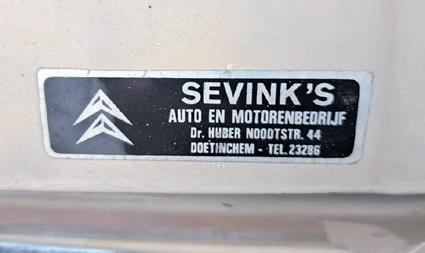 SEVINK'S
AUTO EN MOTORENBEDRIJF
Dr. HUBER NOODTSTR. 44
DOETINCHEM - TEL. 23286